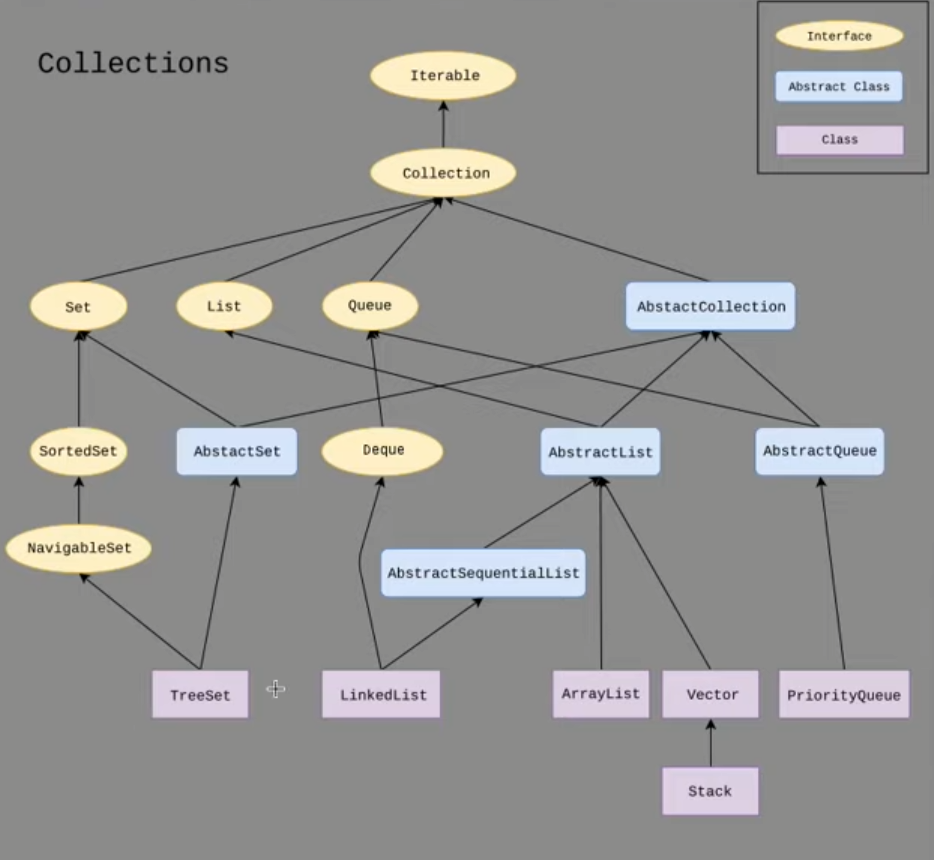 Collections
Interface
Abstract Class
Class
Iterable
Collection
Set
List
Queue
AbstactCollection
SortedSet
AbstactSet
Deque
AbstractList
AbstractQueue
NavigableSet
AbstractSequentialList
TreeSet
LinkedList
ArrayList
Vector
PriorityQueue
Stack